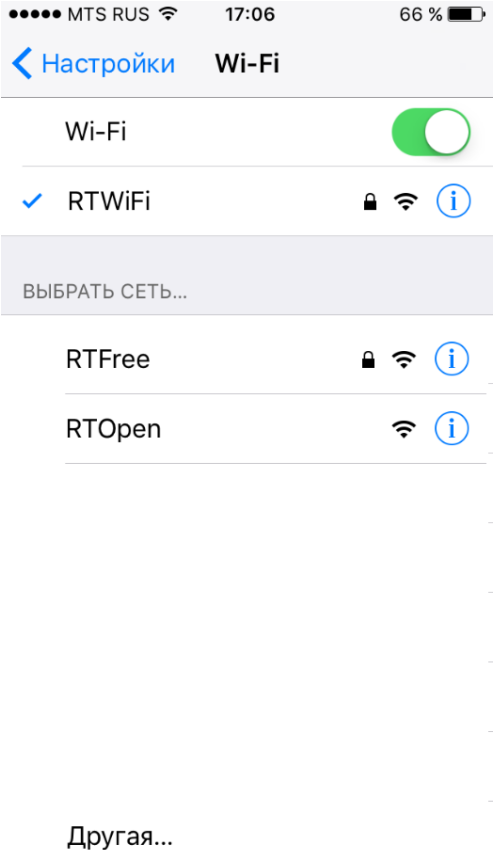 ●●●●● MTS RUS 17:06 66 %
Настройки Wi-Fi
Wi-Fi
RTWiFi
ВЫБРАТЬ СЕТЬ...
RTFree
RTOpen
Другая...